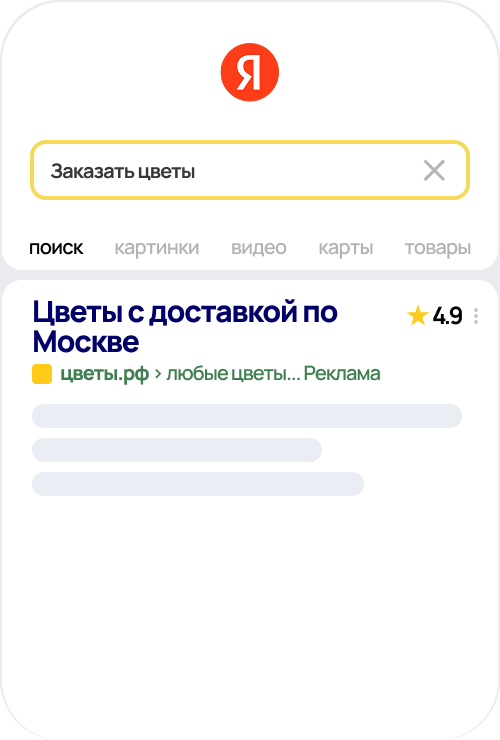 Я
Заказать цветы
поиск картинки видео карты товары
Цветы с доставкой по
Москве
4.9
цветы.рф > любые цветы... Реклама